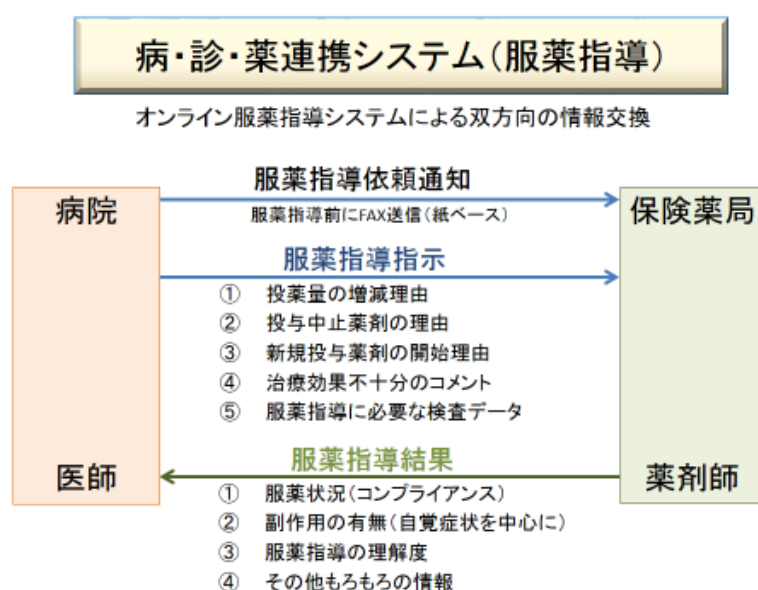 病・診・薬連携システム（服薬指導）
オンライン服薬指導システムによる双方向の情報交換
病院
服薬指導依頼通知
服薬指導前にFAX送信（紙ベース）
保険薬局
服薬指導指示
① 投薬量の増減理由
② 投与中止薬剤の理由
③ 新規投与薬剤の開始理由
④ 治療効果不十分のコメント
⑤ 服薬指導に必要な検査データ
医師
服薬指導結果
薬剤師
① 服薬状況（コンプライアンス）
② 副作用の有無（自覚症状を中心に）
③ 服薬指導の理解度
④ その他もろもろの情報